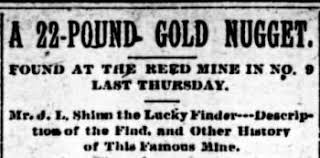 A 22-POUND GOLD NUGGET.
FOUND AT THE REED MINE IN NO. 9
LAST THURSDAY.
Mr. J. L. Shinn the Lucky Finder---Descrip-
tion of the Find, and Other History
of This Famous Mine.